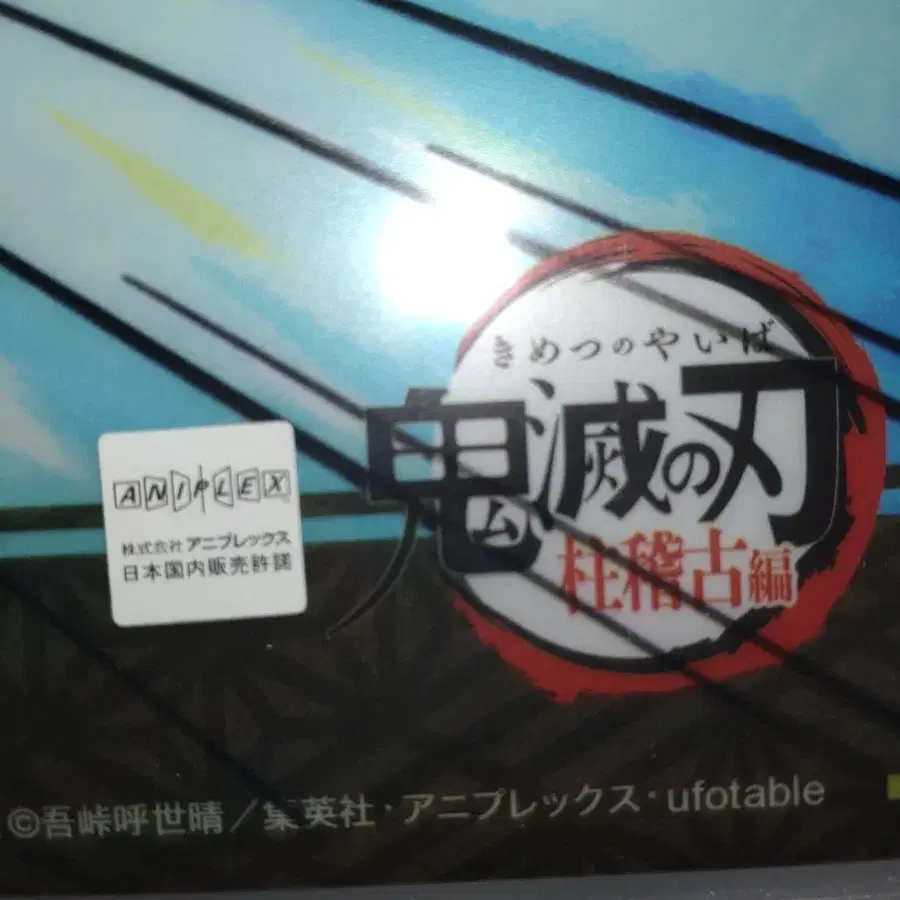 きめつのやいば
鬼滅の刃
柱稽古編
ANIPLEX
株式会社アニプレックス
日本国内販売許諾
©吾峠呼世晴／集英社・アニプレックス・ufotable